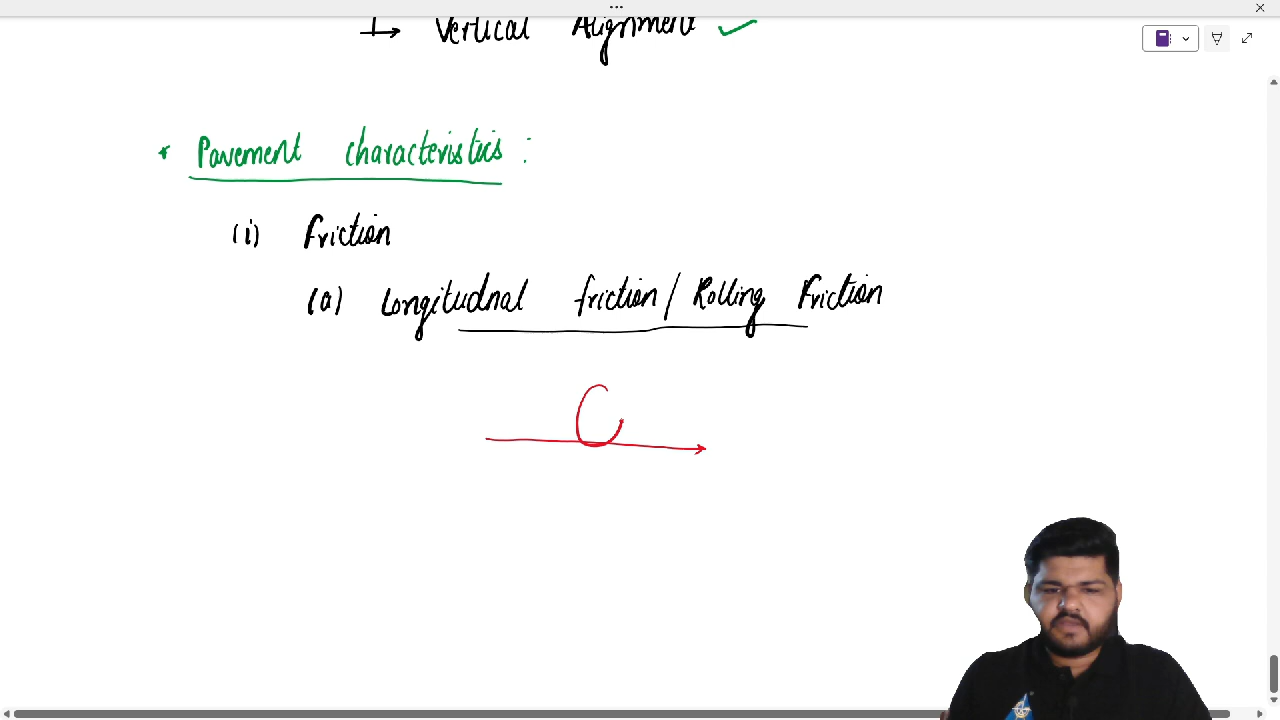 ↳ Vertical Alignment ✓
* Pavement characteristics :
(i) Friction
(a) Longitudnal friction / Rolling Friction